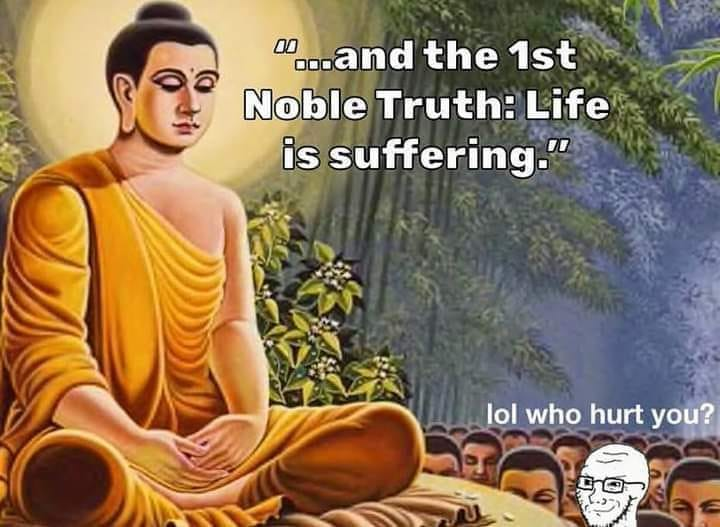 "...and the 1st
Noble Truth: Life
is suffering."
lol who hurt you?